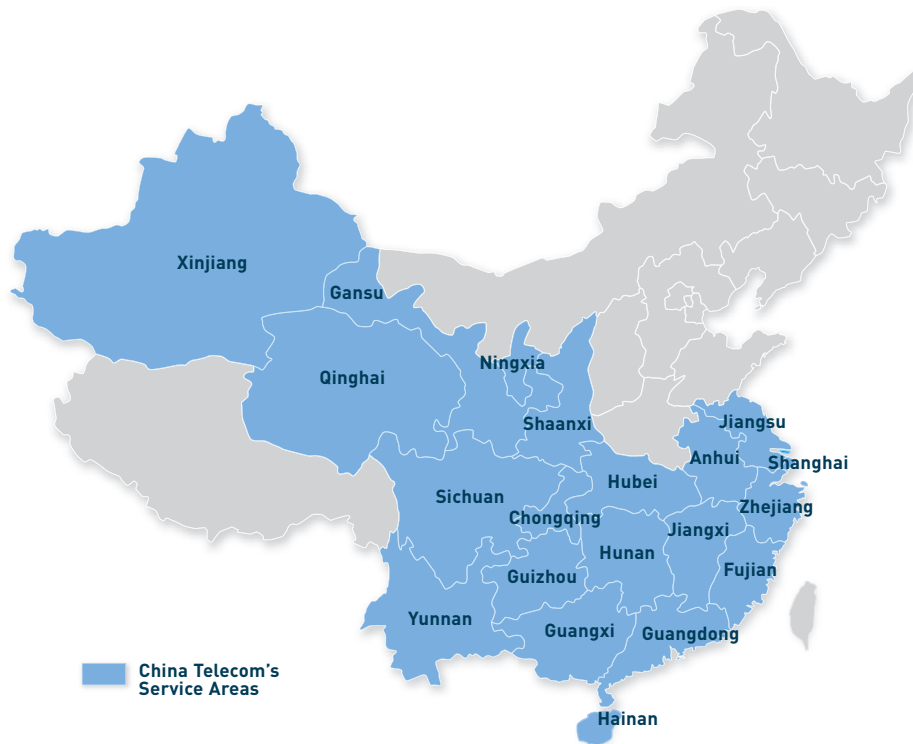 Xinjiang
Gansu
Ningxia
Qinghai
Shaanxi
Jiangsu
Anhui
Shanghai
Hubei
Sichuan
Zhejiang
Chongqing
Jiangxi
Hunan
Fujian
Guizhou
Yunnan
Guangxi
Guangdong
China Telecom's
Service Areas
Hainan